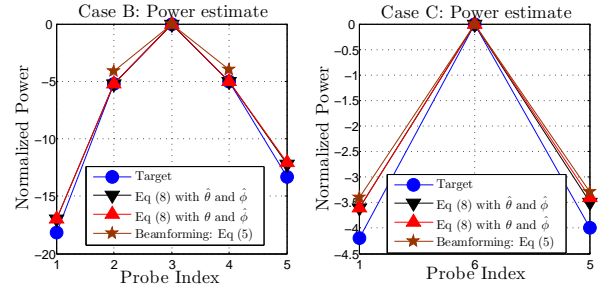 Case B: Power estimate
Normalized Power
0
−5
−10
−15
−20
Target
Eq (8) with θ̂ and ϕ̂
Eq (8) with θ and ϕ̂
Beamforming: Eq (5)
1 2 3 4 5
Probe Index
Case C: Power estimate
Normalized Power
0
−0.5
−1
−1.5
−2
−2.5
−3
−3.5
−4
−4.5
Target
Eq (8) with θ̂ and ϕ̂
Eq (8) with θ and ϕ̂
Beamforming: Eq (5)
1 6 5
Probe Index